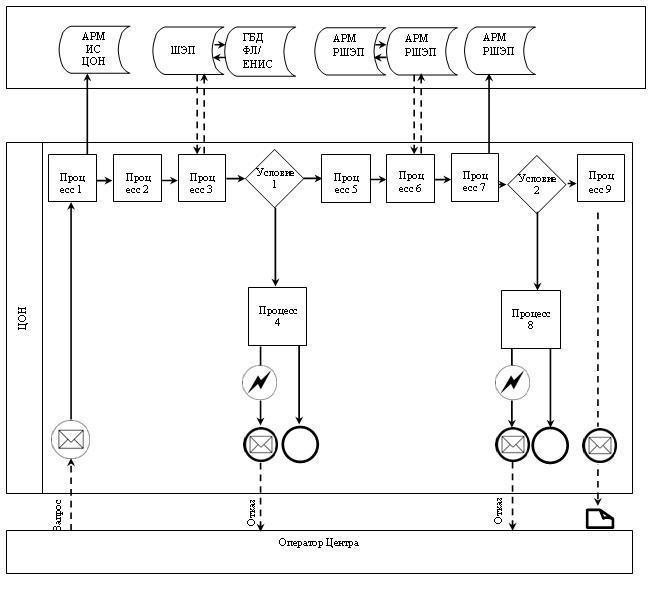 АРМ
ИС
ЦОН
ШЭП
ГБД
ФЛ/
ЕНИС
АРМ
РШЭП
АРМ
РШЭП
АРМ
РШЭП
ЦОН
Проц
есс 1
Проц
есс 2
Проц
есс 3
Условие
1
Проц
есс 5
Проц
есс 6
Проц
есс 7
Условие
2
Проц
есс 9
Процесс
4
Процесс
8
Запрос
Отказ
Отказ
Оператор Центра